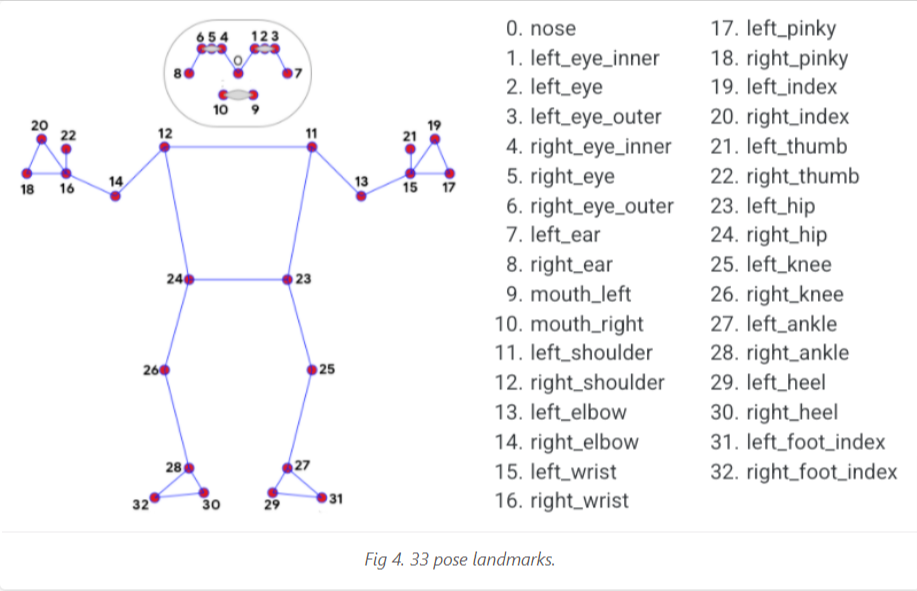 6 5 4 1 2 3
0
8 7
10 9
20 22 12 11 21 19
18 16 14 13 15 17
24 23
26 25
28 27
32 30 29 31
0. nose
1. left_eye_inner
2. left_eye
3. left_eye_outer
4. right_eye_inner
5. right_eye
6. right_eye_outer
7. left_ear
8. right_ear
9. mouth_left
10. mouth_right
11. left_shoulder
12. right_shoulder
13. left_elbow
14. right_elbow
15. left_wrist
16. right_wrist
17. left_pinky
18. right_pinky
19. left_index
20. right_index
21. left_thumb
22. right_thumb
23. left_hip
24. right_hip
25. left_knee
26. right_knee
27. left_ankle
28. right_ankle
29. left_heel
30. right_heel
31. left_foot_index
32. right_foot_index
Fig 4. 33 pose landmarks.